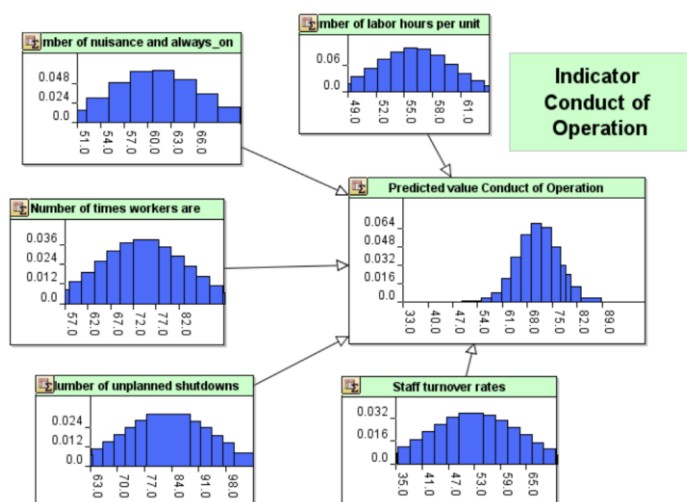 mber of nuisance and always_on
0.048
0.024
0.0
51.0 54.0 57.0 60.0 63.0 66.0
mber of labor hours per unit
0.06
0.0
49.0 52.0 55.0 58.0 61.0
Indicator
Conduct of
Operation
Number of times workers are
0.036
0.024
0.012
0.0
57.0 62.0 67.0 72.0 77.0 82.0
Predicted value Conduct of Operation
0.064
0.048
0.032
0.016
0.0
33.0 40.0 47.0 54.0 61.0 68.0 75.0 82.0 89.0
lumber of unplanned shutdowns
0.024
0.012
0.0
63.0 70.0 77.0 84.0 91.0 98.0
Staff turnover rates
0.032
0.016
0.0
35.0 41.0 47.0 53.0 59.0 65.0